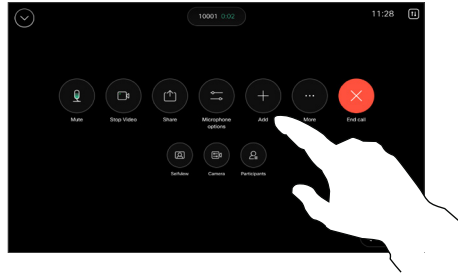 10001 0:02
11:28
Mute
Stop Video
Share
Microphone
options
Add
More
End call
Selfview
Camera
Participants